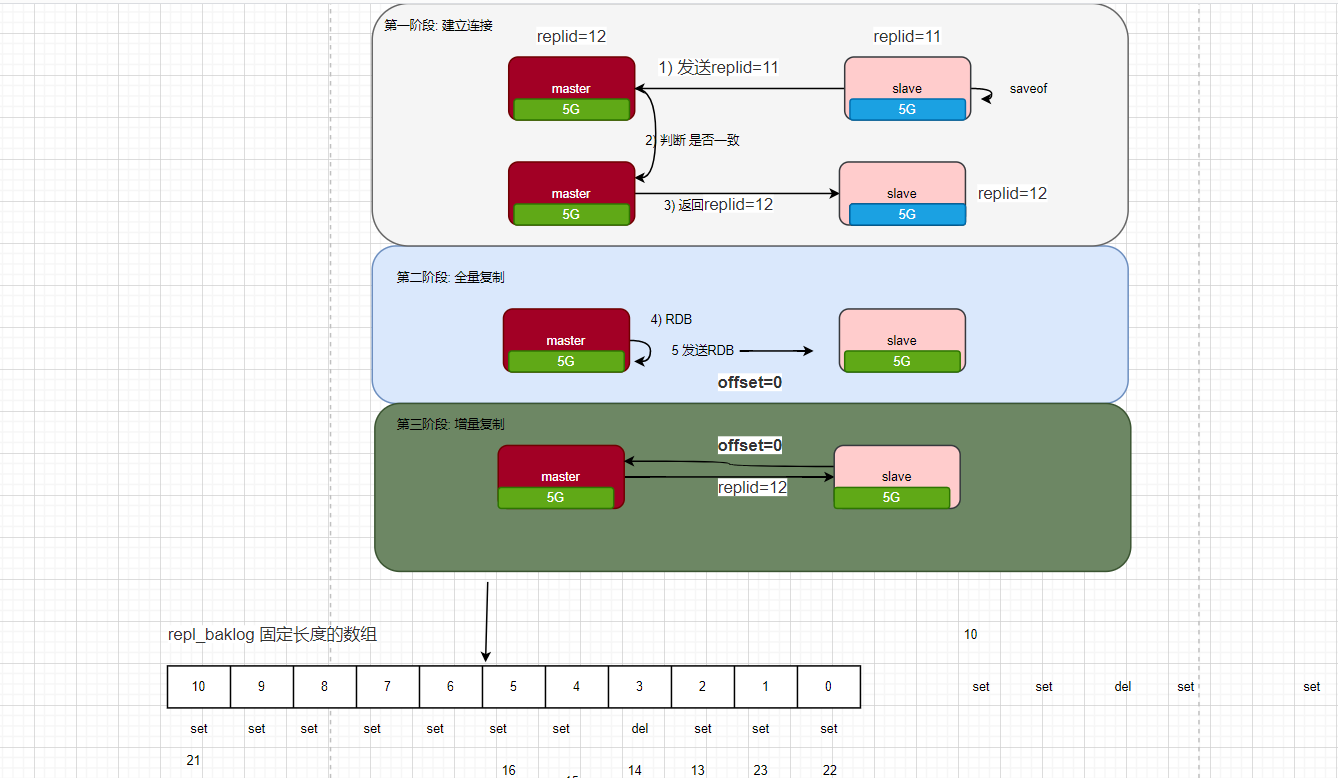 第一阶段: 建立连接
replid=12
replid=11
1) 发送replid=11
master
5G
slave
5G
saveof
2) 判断 是否一致
master
5G
3) 返回replid=12
slave
5G
replid=12
第二阶段: 全量复制
4) RDB
master
5G
5 发送RDB
slave
5G
offset=0
第三阶段: 增量复制
offset=0
master
5G
replid=12
slave
5G
repl_baklog 固定长度的数组
10
10 9 8 7 6 5 4 3 2 1 0
set set del set set
set set set set set set set del set set set
21
16 15 14 13 23 22